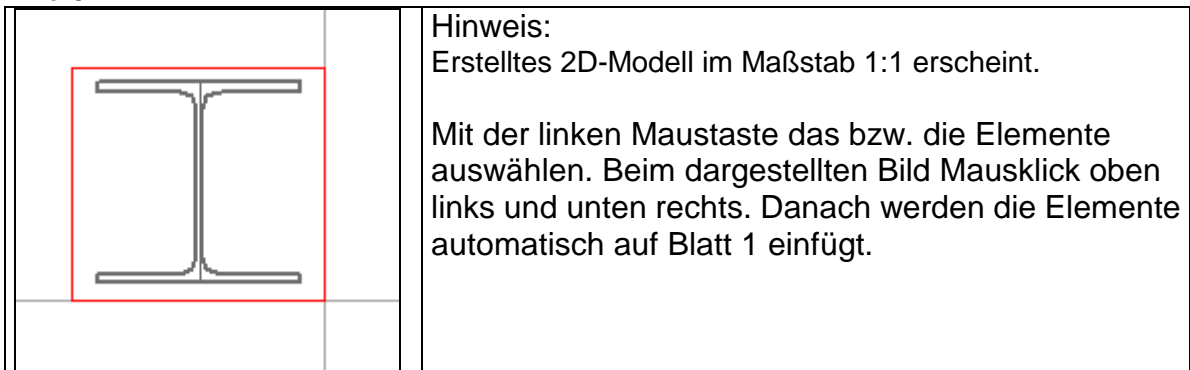 Hinweis:
Erstelltes 2D-Modell im Maßstab 1:1 erscheint.
Mit der linken Maustaste das bzw. die Elemente
auswählen. Beim dargestellten Bild Mausklick oben
links und unten rechts. Danach werden die Elemente
automatisch auf Blatt 1 einfügt.